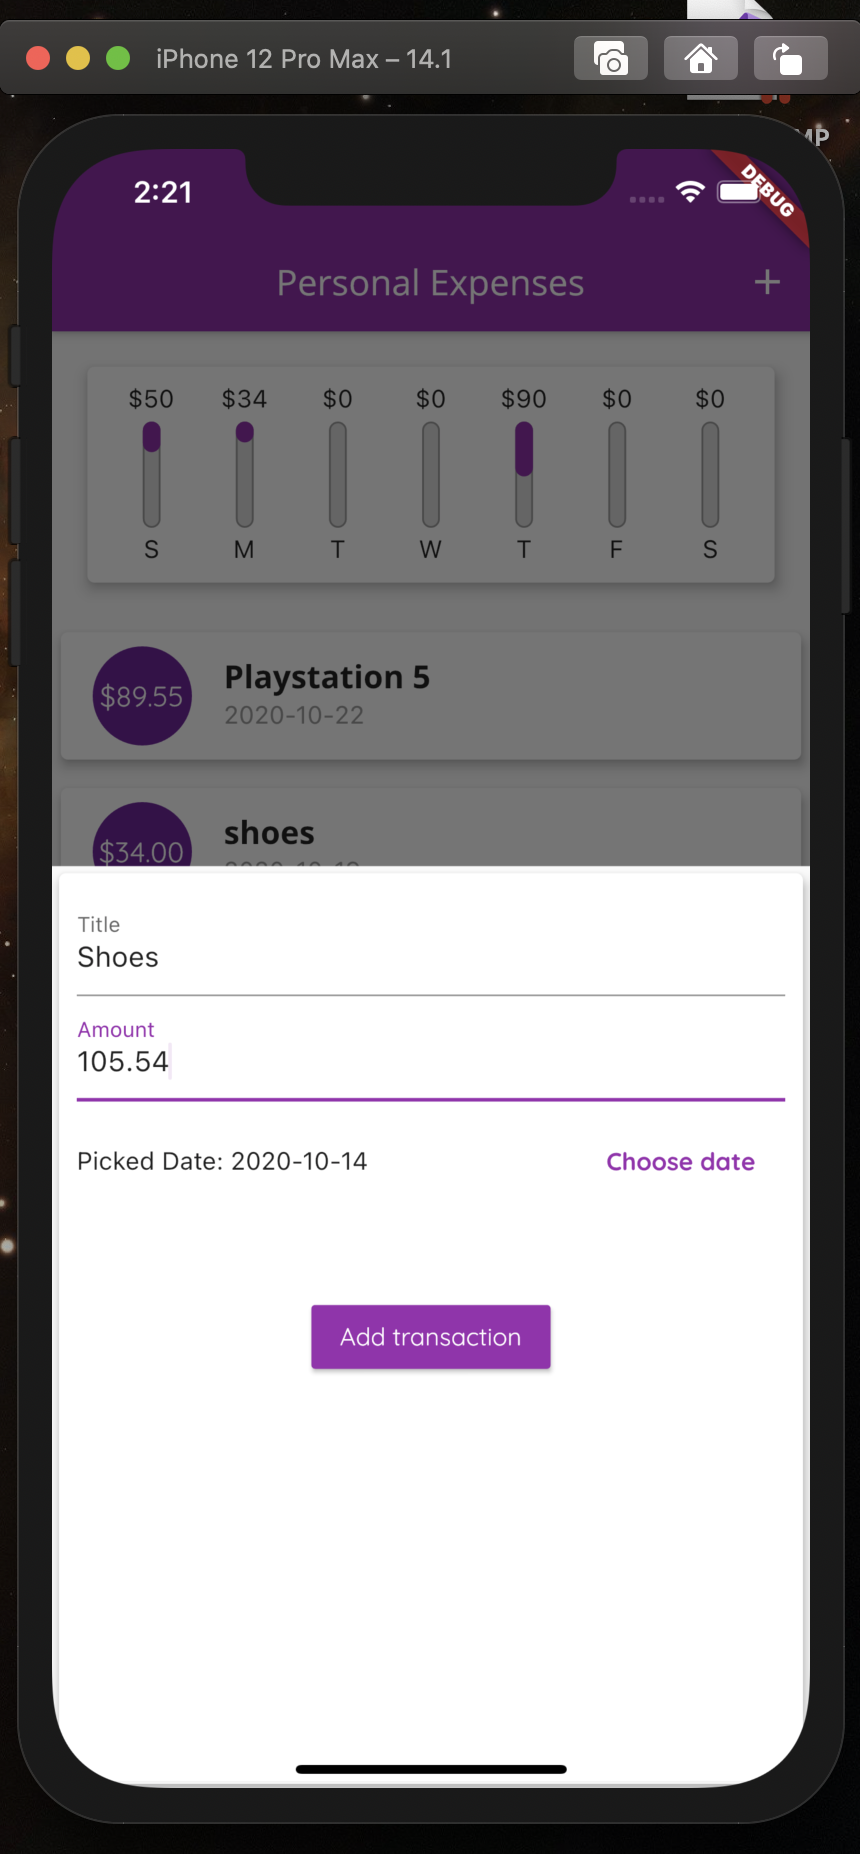 iPhone 12 Pro Max – 14.1
MP
2:21
DEBUG
Personal Expenses
+
$50 $34 $0 $0 $90 $0 $0
S M T W T F S
$89.55
Playstation 5
2020-10-22
shoes
$34.00
Title
Shoes
Amount
105.54
Picked Date: 2020-10-14
Choose date
Add transaction